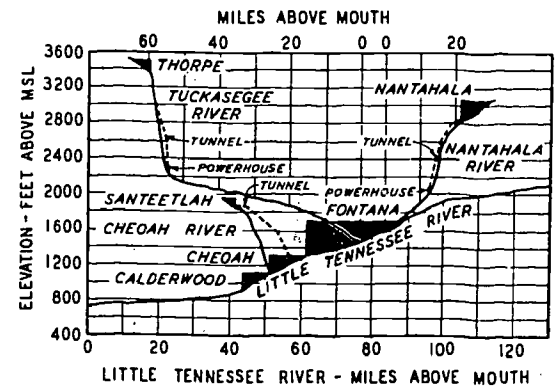 MILES ABOVE MOUTH
60 40 20 0 0 20
3600
3200
2800
2400
2000
1600
1200
800
400
ELEVATION-FEET ABOVE MSL
THORPE
TUCKASEGEE
RIVER
TUNNEL
POWERHOUSE
NANTAHALA
TUNNEL
NANTAHALA
RIVER
POWERHOUSE
TUNNEL
SANTEETLAH
FONTANA
CHEOAH RIVER
CHEOAH
CALDERWOOD
LITTLE TENNESSEE RIVER
0 20 40 60 80 100 120
LITTLE TENNESSEE RIVER - MILES ABOVE MOUTH